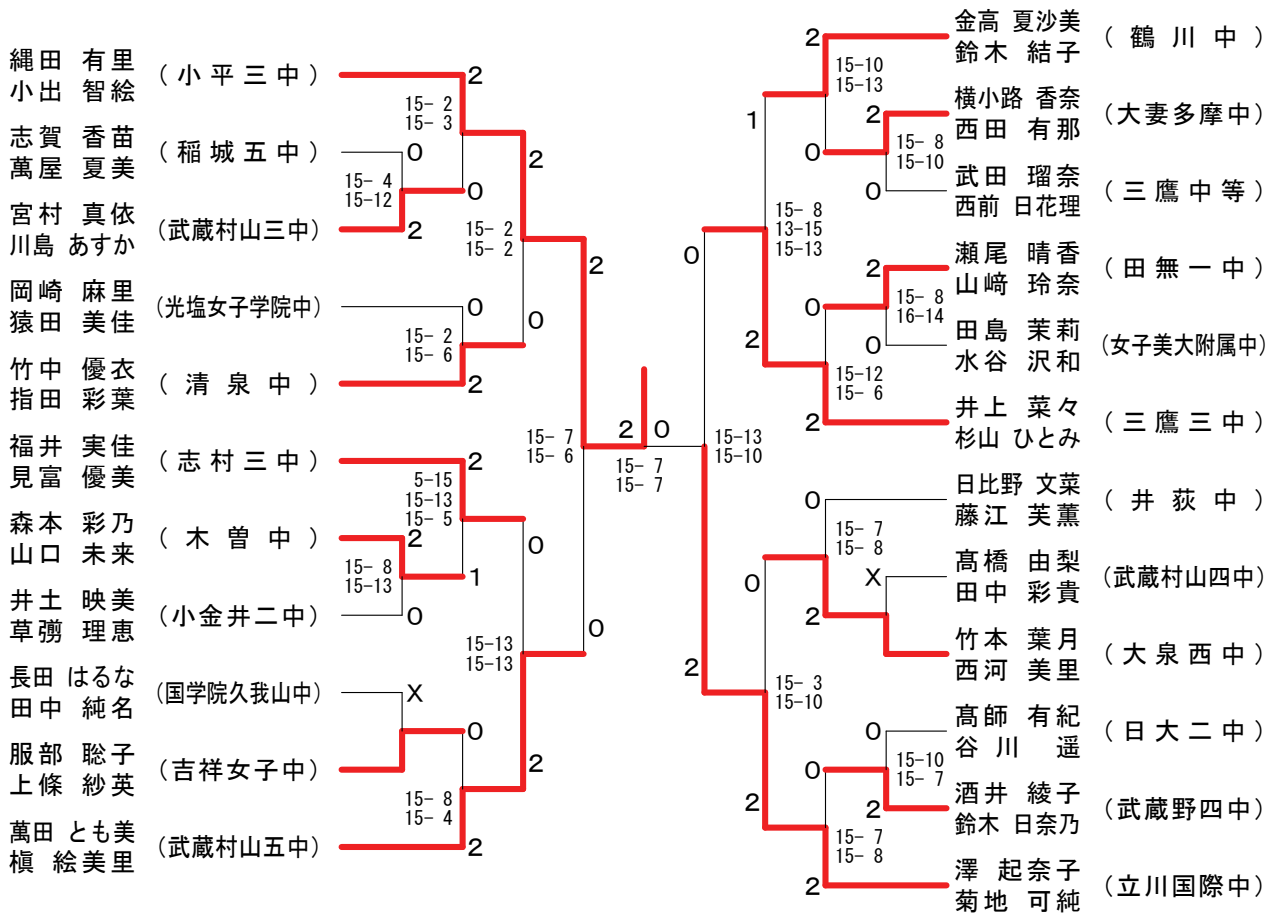 縄田 有里
小出 智絵
(小平三中)
2
15- 2
15- 3
志賀 香苗
萬屋 夏美
(稲城五中)
0
15- 4
15-12
0
宮村 真依
川島 あすか
(武蔵村山三中)
2
2
15- 2
15- 2
岡崎 麻里
猿田 美佳
(光塩女子学院中)
0
15- 2
15- 6
0
竹中 優衣
指田 彩葉
(清泉中)
2
2
15- 7
15- 6
福井 実佳
見富 優美
(志村三中)
2
5-15
15-13
15- 5
森本 彩乃
山口 未来
(木曽中)
2
15- 8
15-13
1
0
井土 映美
草彅 理恵
(小金井二中)
0
15-13
15-13
0
長田 はるな
田中 純名
(国学院久我山中)
X
0
服部 聡子
上條 紗英
(吉祥女子中)
15- 8
15- 4
2
萬田 とも美
槇 絵美里
(武蔵村山五中)
2
2 0
15- 7
15- 7
金高 夏沙美
鈴木 結子
(鶴川中)
2
15-10
15-13
横小路 香奈
西田 有那
(大妻多摩中)
2
15- 8
15-10
0
1
武田 瑠奈
西前 日花理
(三鷹中等)
0
15- 8
13-15
15-13
0
瀬尾 晴香
山﨑 玲奈
(田無一中)
2
15- 8
16-14
0
田島 茉莉
水谷 沢和
(女子美大附属中)
0
15-12
15- 6
2
井上 菜々
杉山 ひとみ
(三鷹三中)
2
15-13
15-10
日比野 文菜
藤江 芙薫
(井荻中)
0
15- 7
15- 8
髙橋 由梨
田中 彩貴
(武蔵村山四中)
X
0
2
竹本 葉月
西河 美里
(大泉西中)
2
15- 3
15-10
髙師 有紀
谷川 遥
(日大二中)
0
15-10
15- 7
0
酒井 綾子
鈴木 日奈乃
(武蔵野四中)
2
2
15- 7
15- 8
澤 起奈子
菊地 可純
(立川国際中)
2